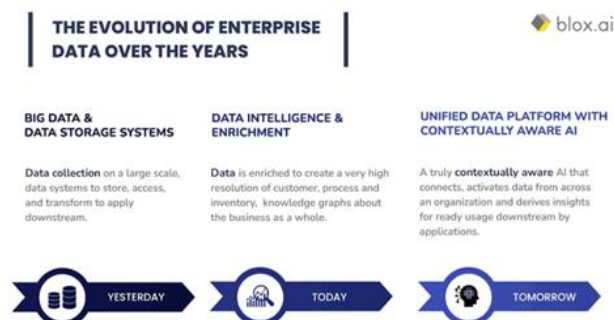 THE EVOLUTION OF ENTERPRISE
DATA OVER THE YEARS
blox.ai
BIG DATA &
DATA STORAGE SYSTEMS
Data collection on a large scale,
data systems to store, access,
and transform to apply
downstream.
YESTERDAY
DATA INTELLIGENCE &
ENRICHMENT
Data is enriched to create a very high
resolution of customer, process and
inventory, knowledge graphs about
the business as a whole.
TODAY
UNIFIED DATA PLATFORM WITH
CONTEXTUALLY AWARE AI
A truly contextually aware AI that
connects, activates data from across
an organization and derives insights
for ready usage downstream by
applications.
TOMORROW